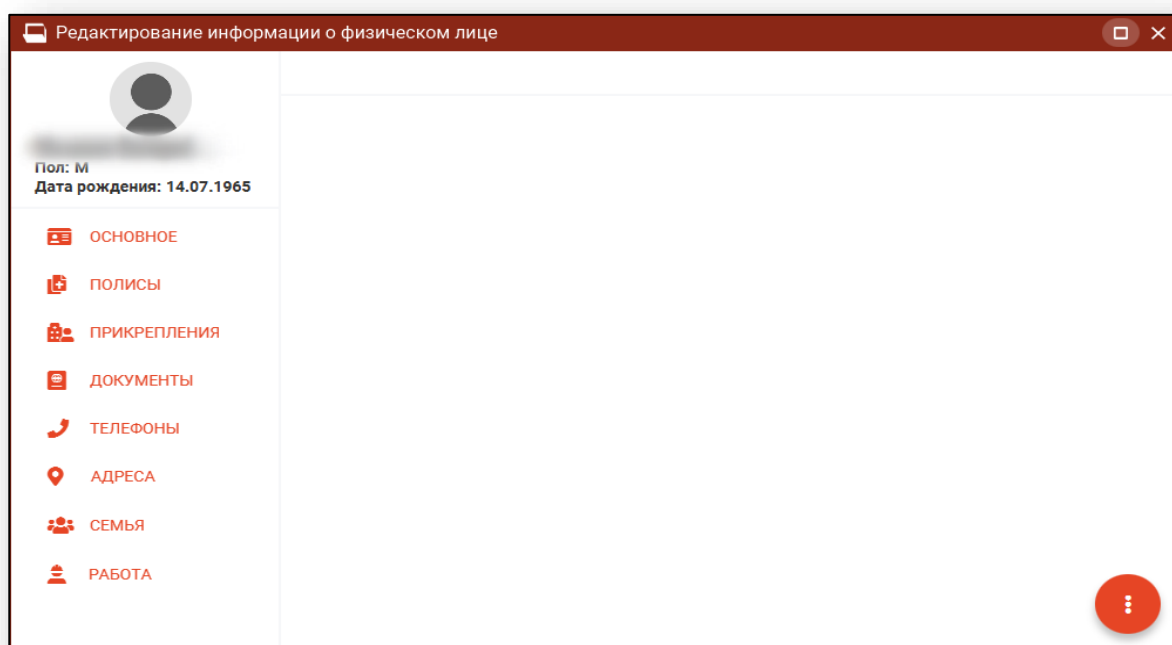 Редактирование информации о физическом лице
Пол: М
Дата рождения: 14.07.1965
ОСНОВНОЕ
ПОЛИСЫ
ПРИКРЕПЛЕНИЯ
ДОКУМЕНТЫ
ТЕЛЕФОНЫ
АДРЕСА
СЕМЬЯ
РАБОТА